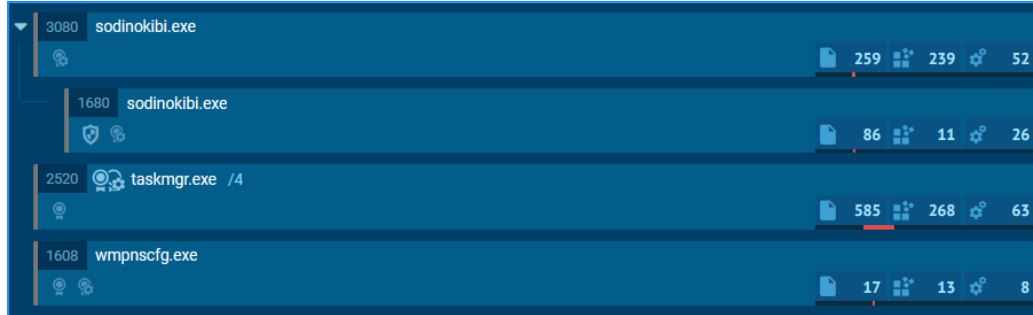 3080 sodinokibi.exe
259 239 52
1680 sodinokibi.exe
86 11 26
2520 taskmgr.exe /4
585 268 63
1608 wmpnscfg.exe
17 13 8